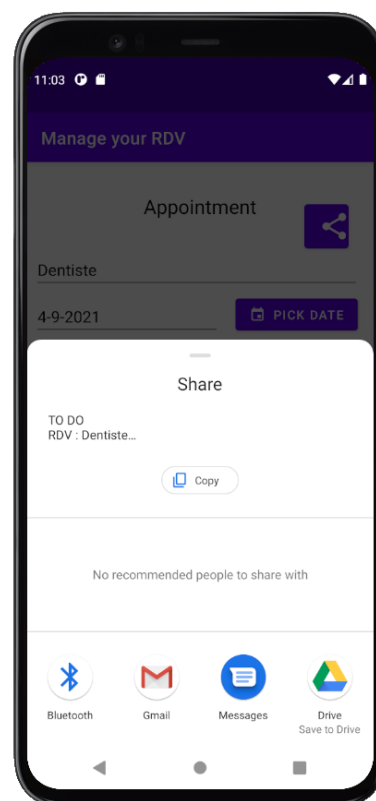 11:03
Manage your RDV
Appointment
Dentiste
4-9-2021
PICK DATE
Share
TO DO
RDV : Dentiste...
Copy
No recommended people to share with
Bluetooth
Gmail
Messages
Drive
Save to Drive